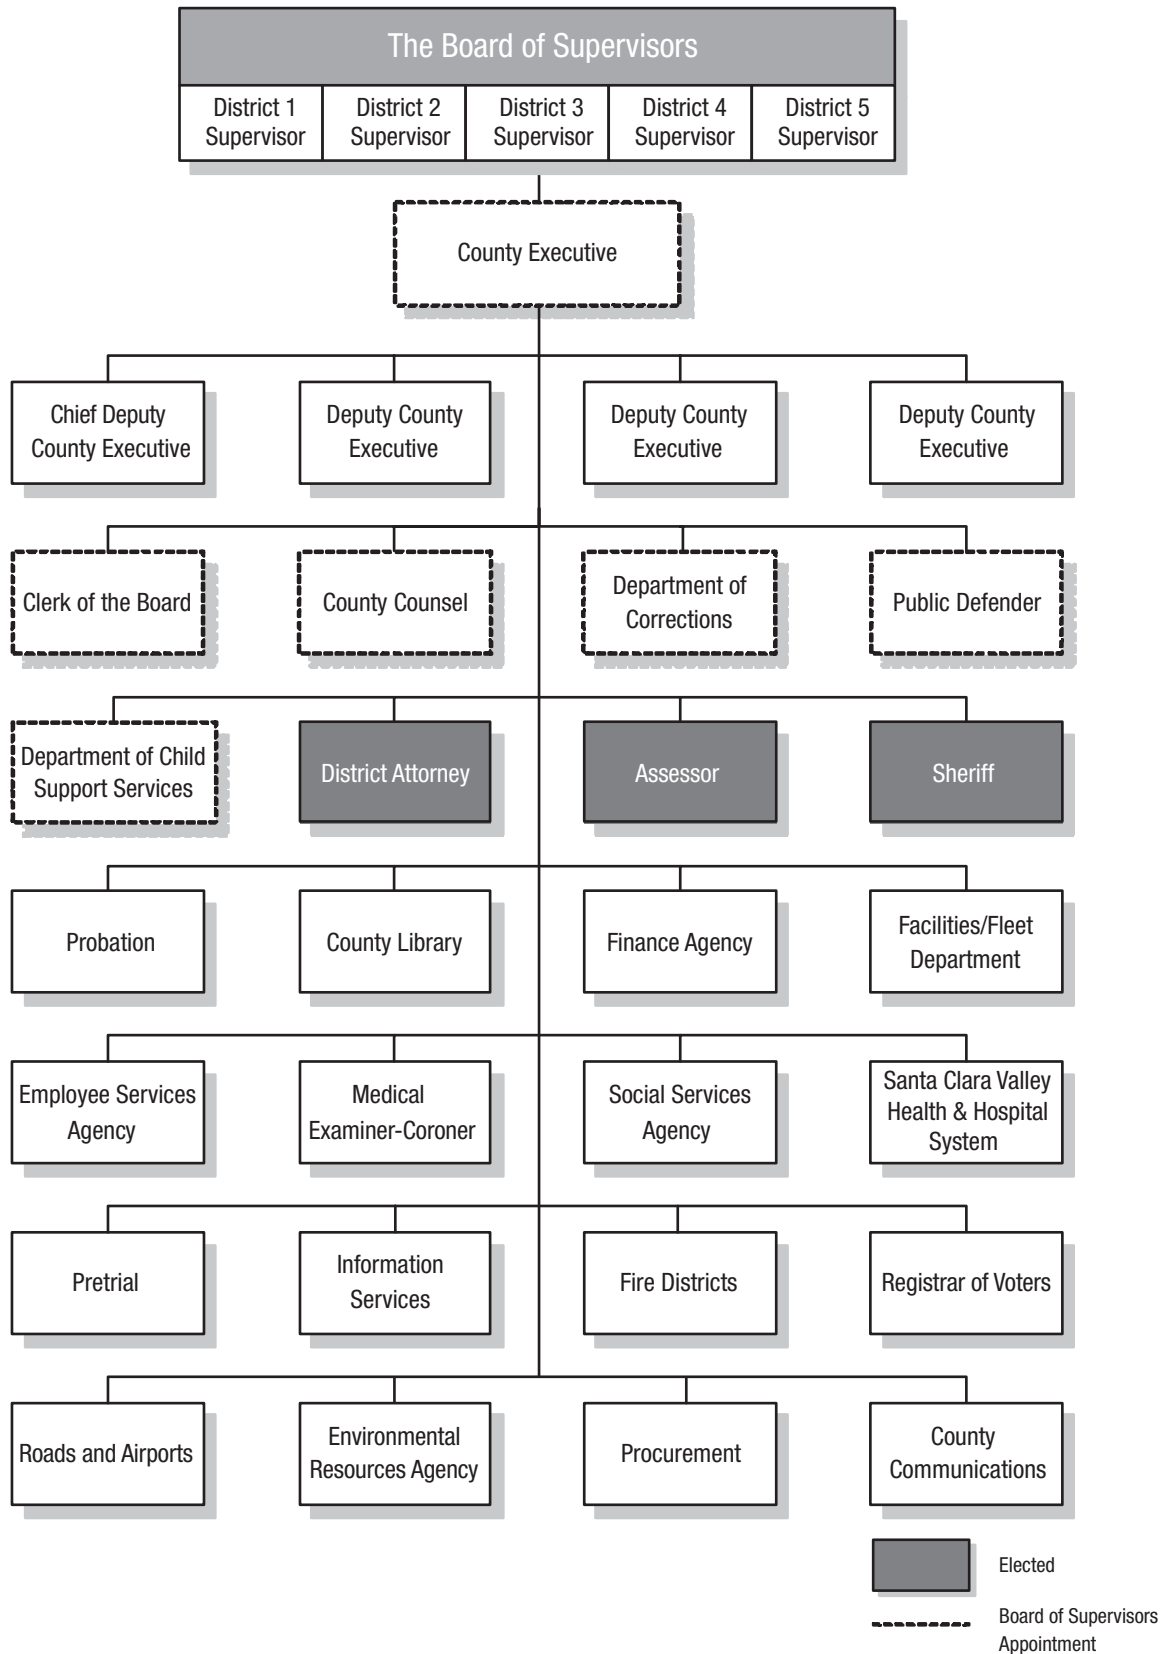 The Board of Supervisors
District 1
Supervisor
District 2
Supervisor
District 3
Supervisor
District 4
Supervisor
District 5
Supervisor
County Executive
Chief Deputy
County Executive
Deputy County
Executive
Deputy County
Executive
Deputy County
Executive
Clerk of the Board
County Counsel
Department of
Corrections
Public Defender
Department of Child
Support Services
District Attorney
Assessor
Sheriff
Probation
County Library
Finance Agency
Facilities/Fleet
Department
Employee Services
Agency
Medical
Examiner-Coroner
Social Services
Agency
Santa Clara Valley
Health & Hospital
System
Pretrial
Information
Services
Fire Districts
Registrar of Voters
Roads and Airports
Environmental
Resources Agency
Procurement
County
Communications
Elected
Board of Supervisors
Appointment